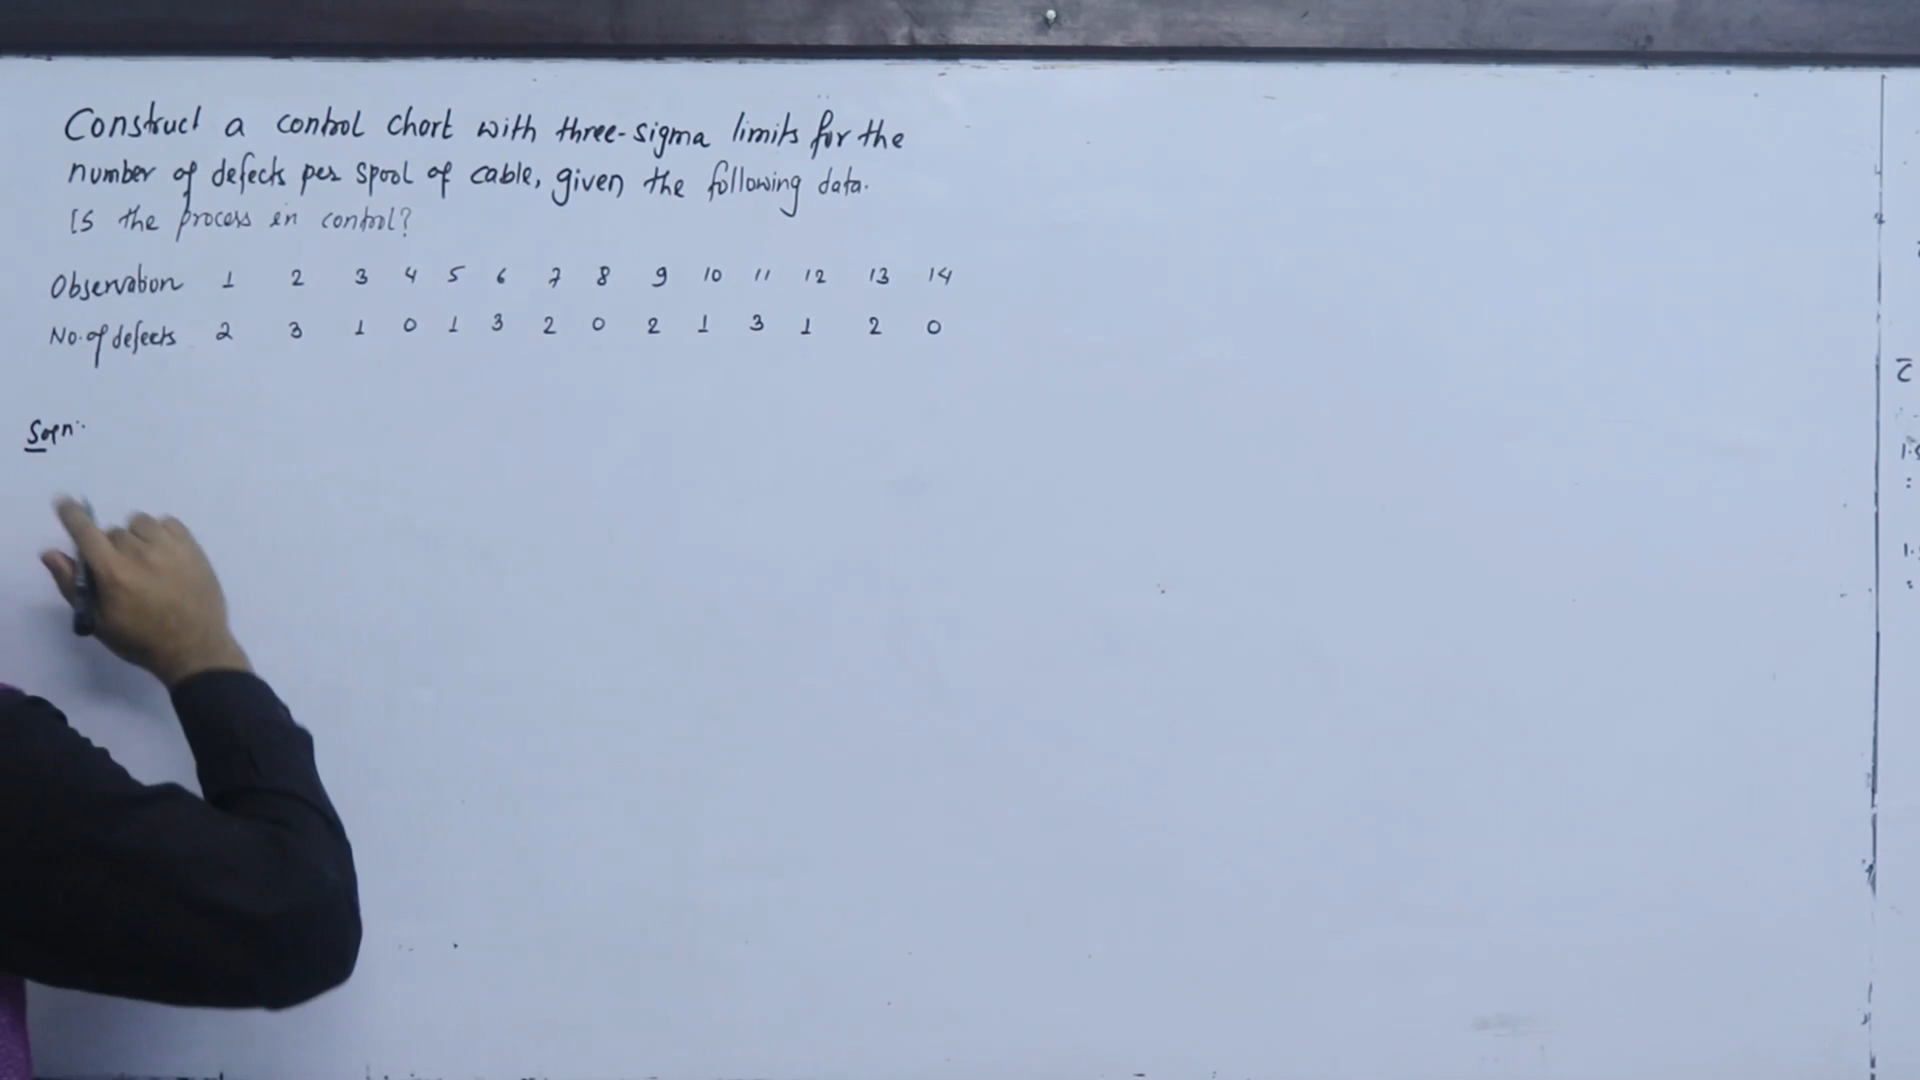 Construct a control chart with three-sigma limits for the
number of defects per spool of cable, given the following data.
Is the process in control?
Observation 1 2 3 4 5 6 7 8 9 10 11 12 13 14
No. of defects 2 3 1 0 1 3 2 0 2 1 3 1 2 0
Soln: